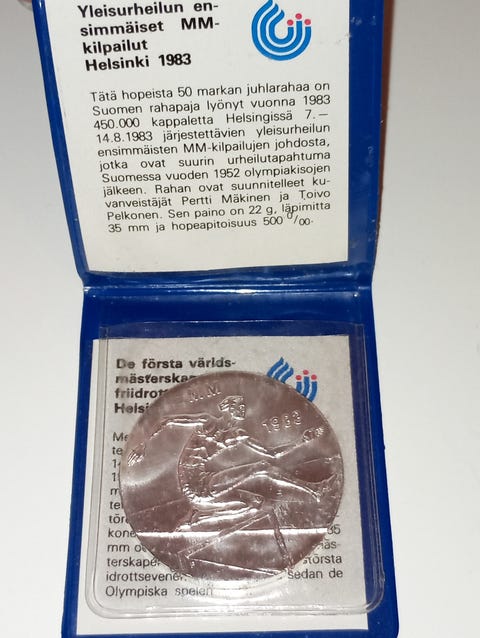 Yleisurheilun en-
simmäiset MM-
kilpailut
Helsinki 1983
Tätä hopeista 50 markan juhlarahaa on
Suomen rahapaja lyönyt vuonna 1983
450.000 kappaletta Helsingissä 7.—
14.8.1983 järjestettävien yleisurheilun
ensimmäisten MM-kilpailujen johdosta,
jotka ovat suurin urheilutapahtuma
Suomessa vuoden 1952 olympiakisojen
jälkeen. Rahan ovat suunnitelleet ku-
vanveistäjät Pertti Mäkinen ja Toivo
Pelkonen. Sen paino on 22 g, läpimitta
35 mm ja hopeapitoisuus 500 ⁰/₀₀.
De första världs-
mästerska
friidrott
Helsi
MM
1983
35
mm oc
terskaper största
idrottsevene sedan de
Olympiska spelen